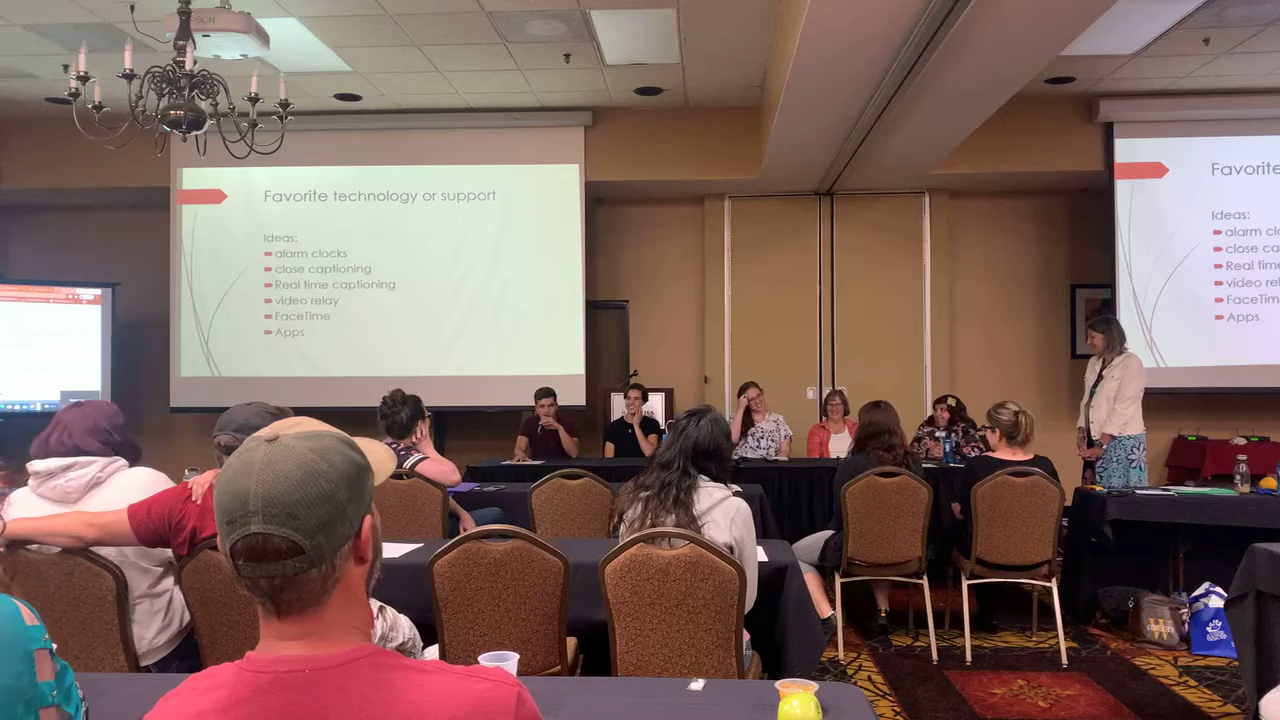 EPSON
Favorite technology or support
Ideas:
alarm clocks
close captioning
Real time captioning
video relay
FaceTime
Apps
Favorite
Ideas:
alarm clo
close ca
Real time
video rel
FaceTim
Apps